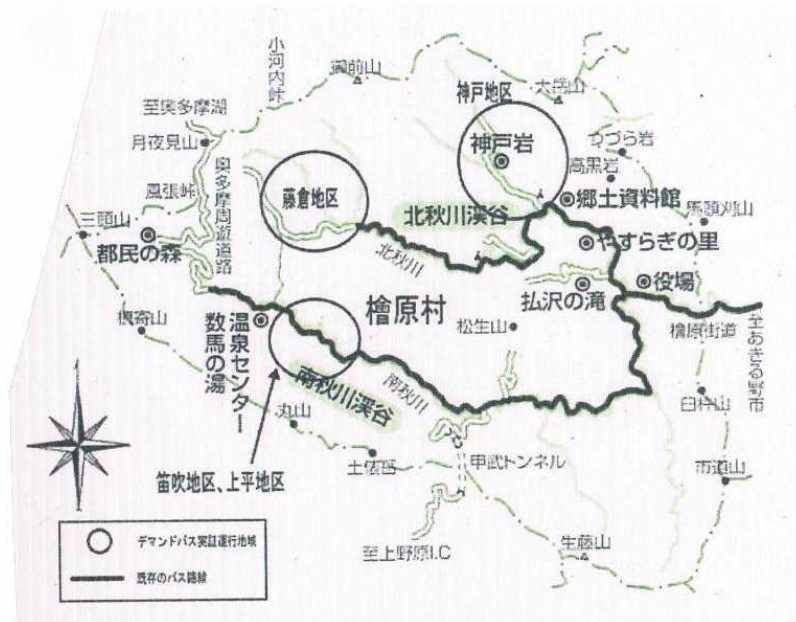 小河内峠
御前山
大岳山
神戸地区
至奥多摩湖
月夜見山
神戸岩
つづら岩
高黒岩
奥多摩周遊道路
風張峠
藤倉地区
郷土資料館
北秋川渓谷
馬頭刈山
三頭山
都民の森
やすらぎの里
北秋川
役場
払沢の滝
檜原村
槇寄山
松生山
檜原街道
至あきる野市
温泉センター
数馬の湯
南秋川
南秋川渓谷
臼杵山
丸山
土俵岳
甲武トンネル
市道山
笛吹地区、上平地区
デマンドバス実証運行地域
既存のバス路線
至上野原I.C
生藤山